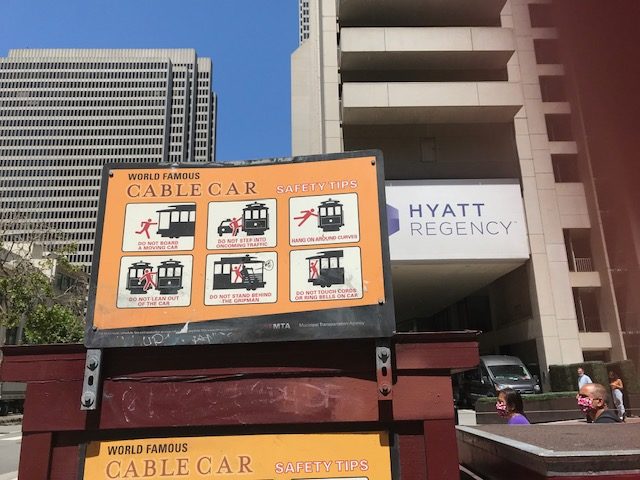 WORLD FAMOUS
CABLE CAR SAFETY TIPS
DO NOT BOARD
A MOVING CAR
DO NOT STEP INTO
ONCOMING TRAFFIC
HANG ON AROUND CURVES
DO NOT LEAN OUT
OF THE CAR
DO NOT STAND BEHIND
THE GRIPMAN
DO NOT TOUCH CORDS
OR RING BELLS ON CAR
MTA Municipal Transportation Agency
HYATT
REGENCY
WORLD FAMOUS
CABLE CAR SAFETY TIPS